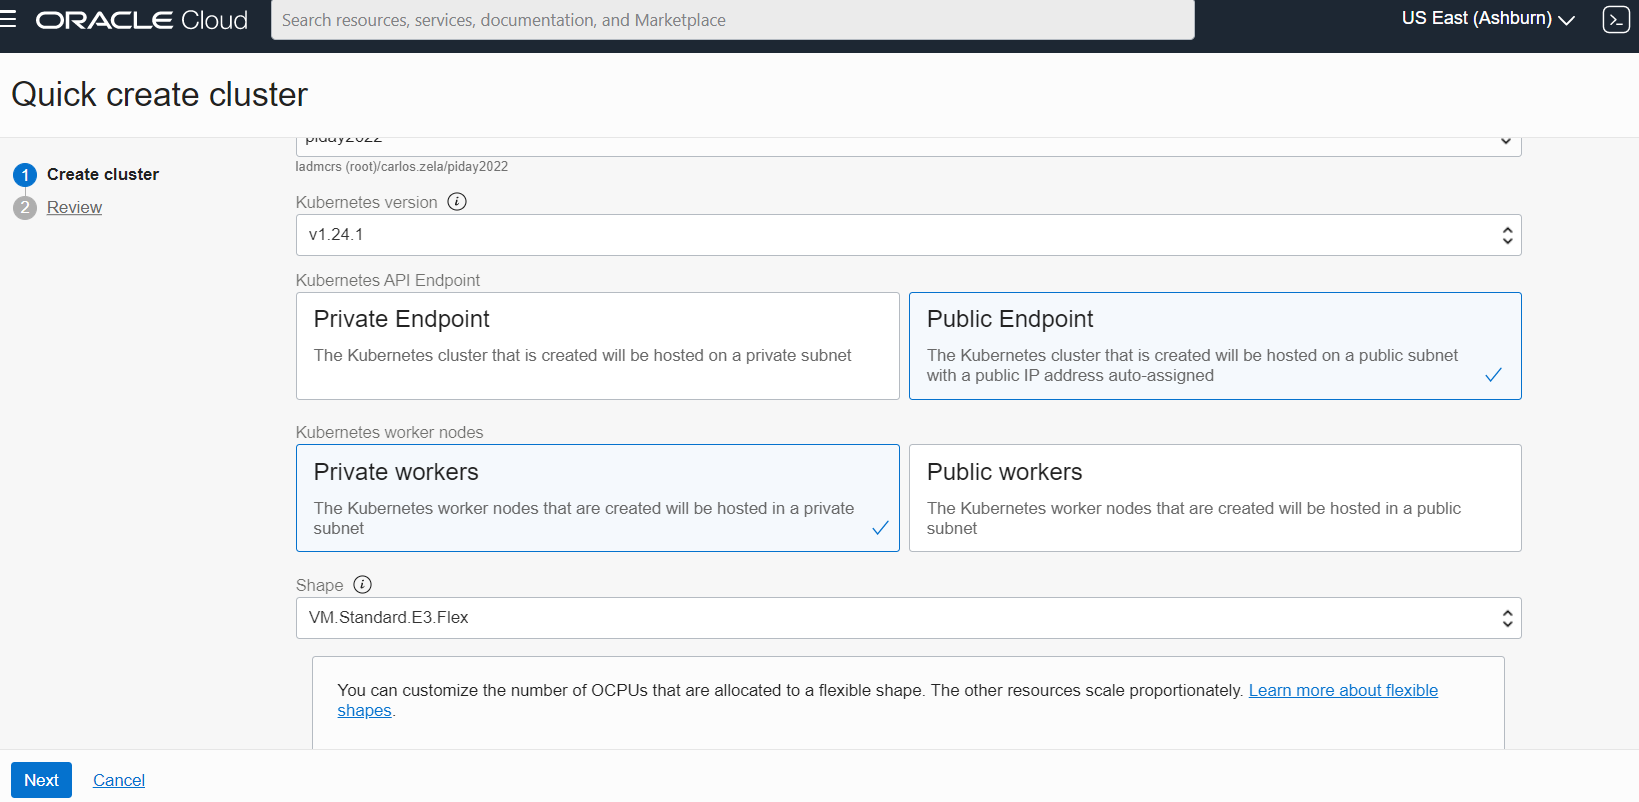 ORACLE Cloud
Search resources, services, documentation, and Marketplace
US East (Ashburn)
Quick create cluster
1 Create cluster
2 Review
piday2022
ladmcrs (root)/carlos.zela/piday2022
Kubernetes version
v1.24.1
Kubernetes API Endpoint
Private Endpoint
The Kubernetes cluster that is created will be hosted on a private subnet
Public Endpoint
The Kubernetes cluster that is created will be hosted on a public subnet
with a public IP address auto-assigned
Kubernetes worker nodes
Private workers
The Kubernetes worker nodes that are created will be hosted in a private
subnet
Public workers
The Kubernetes worker nodes that are created will be hosted in a public
subnet
Shape
VM.Standard.E3.Flex
You can customize the number of OCPUs that are allocated to a flexible shape. The other resources scale proportionately. Learn more about flexible
shapes.
Next Cancel